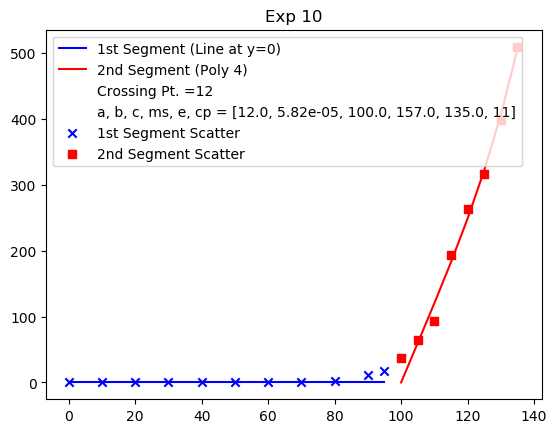 Exp 10
1st Segment (Line at y=0)
2nd Segment (Poly 4)
Crossing Pt. =12
a, b, c, ms, e, cp = [12.0, 5.82e-05, 100.0, 157.0, 135.0, 11]
1st Segment Scatter
2nd Segment Scatter
500
400
300
200
100
0
0 20 40 60 80 100 120 140